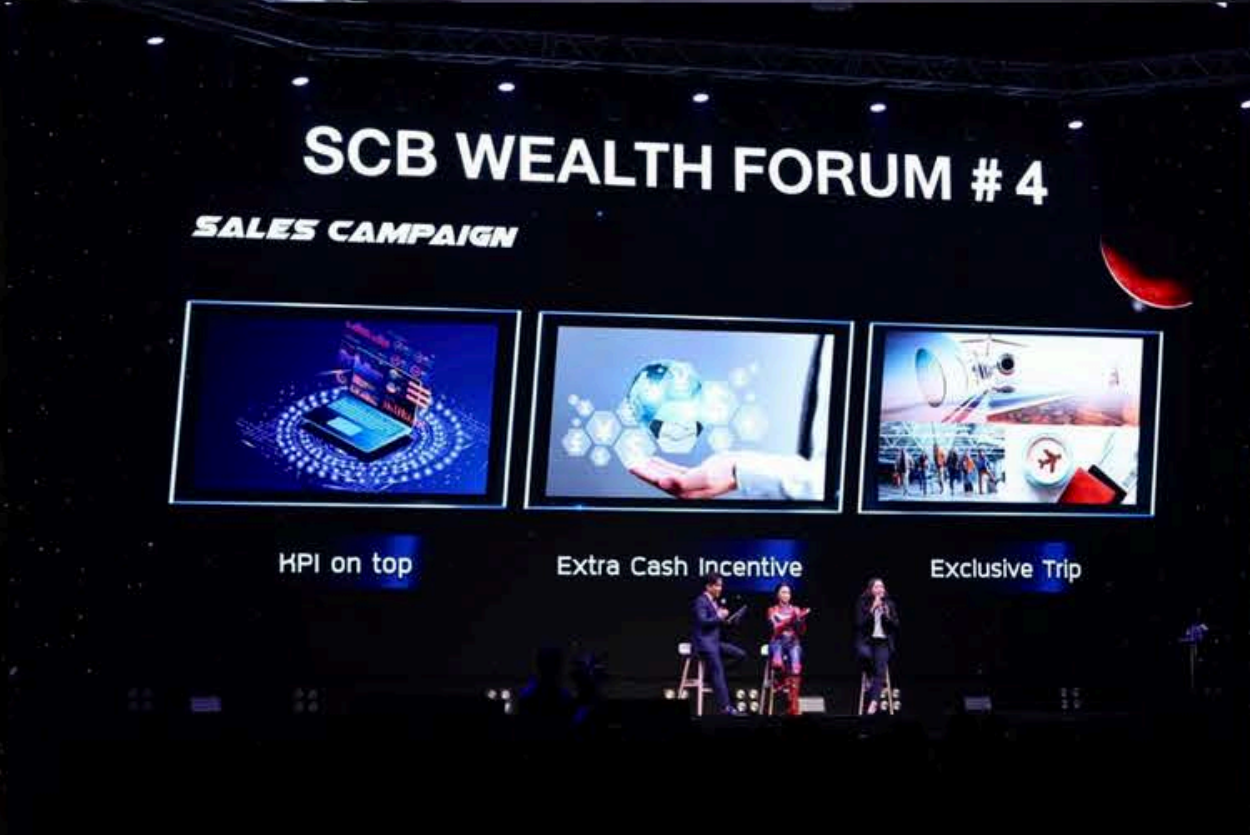 SCB WEALTH FORUM # 4
SALES CAMPAIGN
KPI on top
Extra Cash Incentive
Exclusive Trip